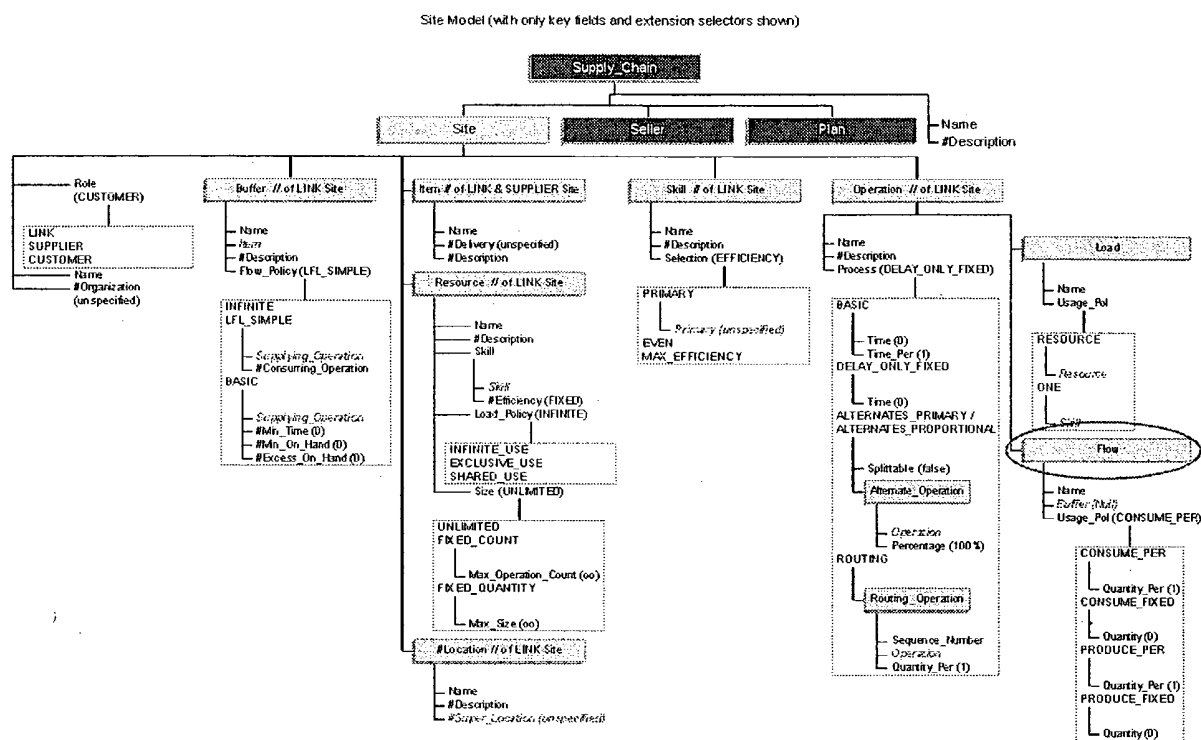 Site Model (with only key fields and extension selectors shown)
Supply_Chain
Site
Seller
Plan
Name
#Description
Role
(CUSTOMER)
LINK
SUPPLIER
CUSTOMER
Name
#Organization
(unspecified)
Buffer // of LINK Site
Name
Item
#Description
Flow_Policy (LFL_SIMPLE)
INFINITE
LFL_SIMPLE
Supplying_Operation
#Consuming_Operation
BASIC
Supplying_Operation
#Min_Time (0)
#Min_On_Hand (0)
#Excess_On_Hand (0)
Item # of LINK & SUPPLIER Site
Name
#Delivery (unspecified)
#Description
Resource // of LINK Site
Name
#Description
Skill
Skill
#Efficiency (FIXED)
Load_Policy (INFINITE)
INFINITE_USE
EXCLUSIVE_USE
SHARED_USE
Size (UNLIMITED)
UNLIMITED
FIXED_COUNT
Max_Operation_Count (oo)
FIXED_QUANTITY
Max_Size (oo)
#Location // of LINK Site
Name
#Description
#Super_Location (unspecified)
Skill // of LINK Site
Name
#Description
Selection (EFFICIENCY)
PRIMARY
Primary (unspecified)
EVEN
MAX_EFFICIENCY
Operation // of LINK Site
Name
#Description
Process (DELAY_ONLY_FIXED)
BASIC
Time (0)
Time_Per (1)
DELAY_ONLY_FIXED
Time (0)
ALTERNATES_PRIMARY /
ALTERNATES_PROPORTIONAL
Splittable (false)
Alternate_Operation
Operation
Percentage (100%)
ROUTING
Routing_Operation
Sequence_Number
Operation
Quantity_Per (1)
Load
Name
Usage_Pol
RESOURCE
Resource
ONE
Skill
Flow
Name
Buffer (Null)
Usage_Pol (CONSUME_PER)
CONSUME_PER
Quantity_Per (1)
CONSUME_FIXED
Quantity (0)
PRODUCE_PER
Quantity_Per (1)
PRODUCE_FIXED
Quantity (0)